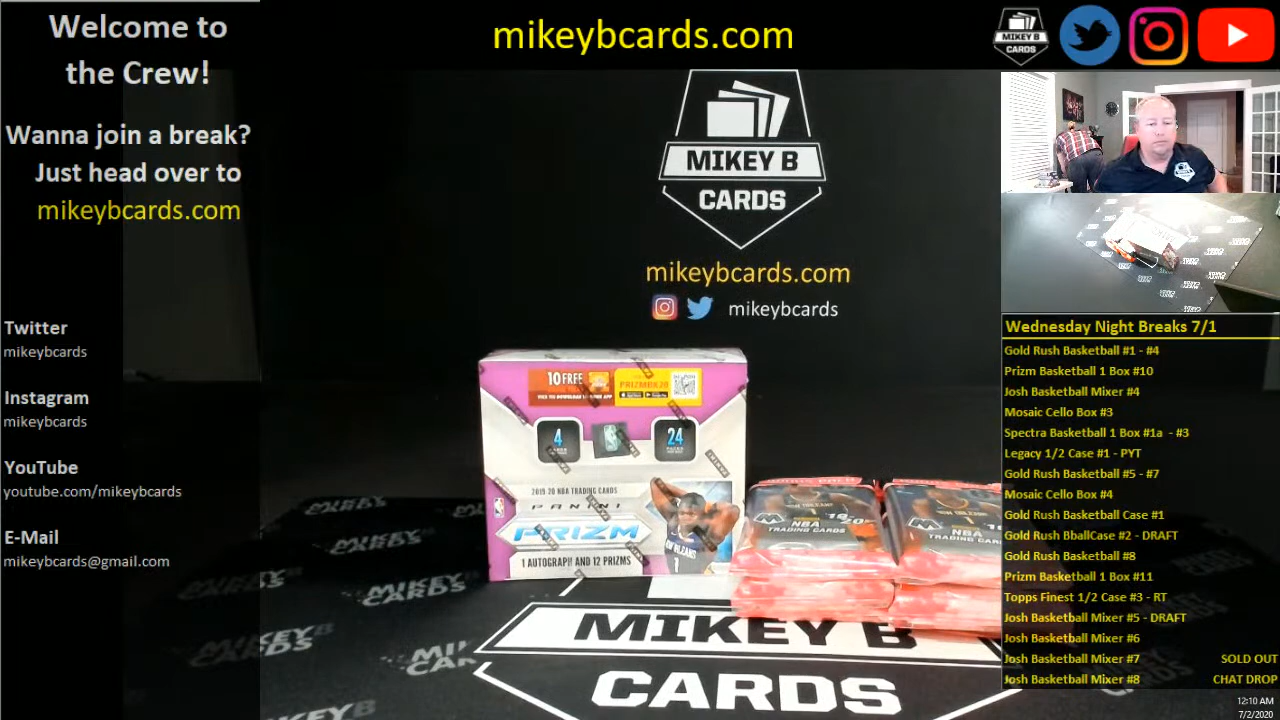 Welcome to
the Crew!
Wanna join a break?
Just head over to
mikeybcards.com
Twitter
mikeybcards
Instagram
mikeybcards
YouTube
youtube.com/mikeybcards
E-Mail
mikeybcards@gmail.com
mikeybcards.com
MIKEY B
CARDS
MIKEY B
CARDS
mikeybcards.com
mikeybcards
10 FREE
PRIZMBK20
4
24
2019-20 NBA TRADING CARDS
PANINI
PRIZM
1 AUTOGRAPH AND 12 PRIZMS
NEW ORLEANS
1
NBA
TRADING CARDS
NBA
MIKEY B
CARDS
Wednesday Night Breaks 7/1
Gold Rush Basketball #1 - #4
Prizm Basketball 1 Box #10
Josh Basketball Mixer #4
Mosaic Cello Box #3
Spectra Basketball 1 Box #1a - #3
Legacy 1/2 Case #1 - PYT
Gold Rush Basketball #5 - #7
Mosaic Cello Box #4
Gold Rush Basketball Case #1
Gold Rush BballCase #2 - DRAFT
Gold Rush Basketball #8
Prizm Basketball 1 Box #11
Topps Finest 1/2 Case #3 - RT
Josh Basketball Mixer #5 - DRAFT
Josh Basketball Mixer #6
Josh Basketball Mixer #7 SOLD OUT
Josh Basketball Mixer #8 CHAT DROP
12:10 AM
7/2/2020